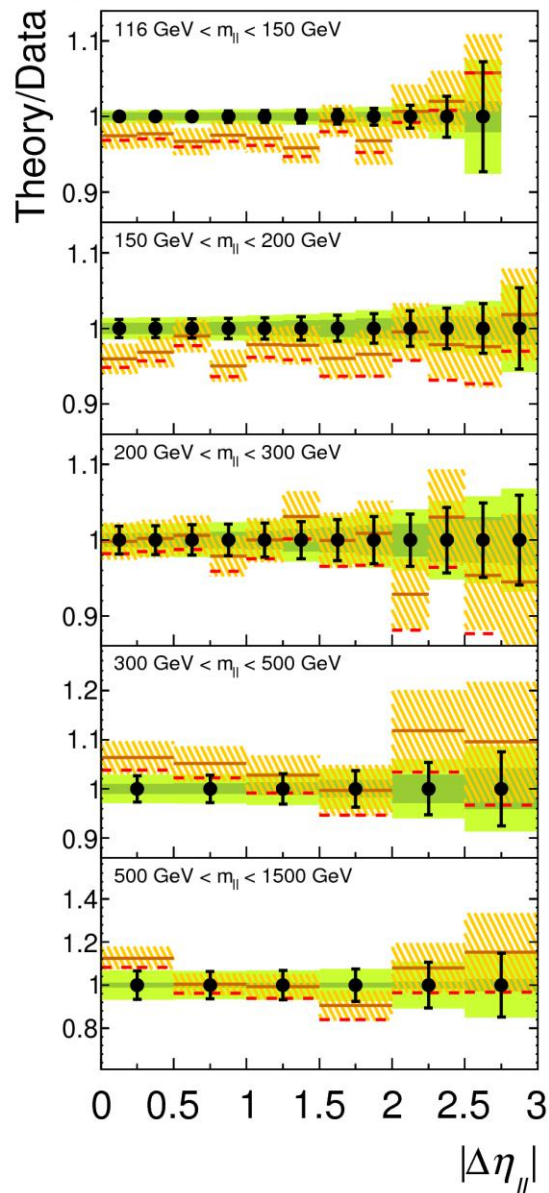 Theory/Data
116 GeV < m_ll < 150 GeV
1.1
1
0.9
150 GeV < m_ll < 200 GeV
1.1
1
0.9
200 GeV < m_ll < 300 GeV
1.1
1
0.9
300 GeV < m_ll < 500 GeV
1.2
1.1
1
0.9
500 GeV < m_ll < 1500 GeV
1.4
1.2
1
0.8
0 0.5 1 1.5 2 2.5 3
|Δη_ll|